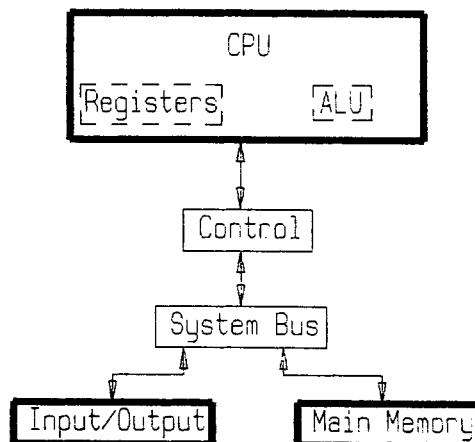 CPU
Registers ALU
Control
System Bus
Input/Output Main Memory